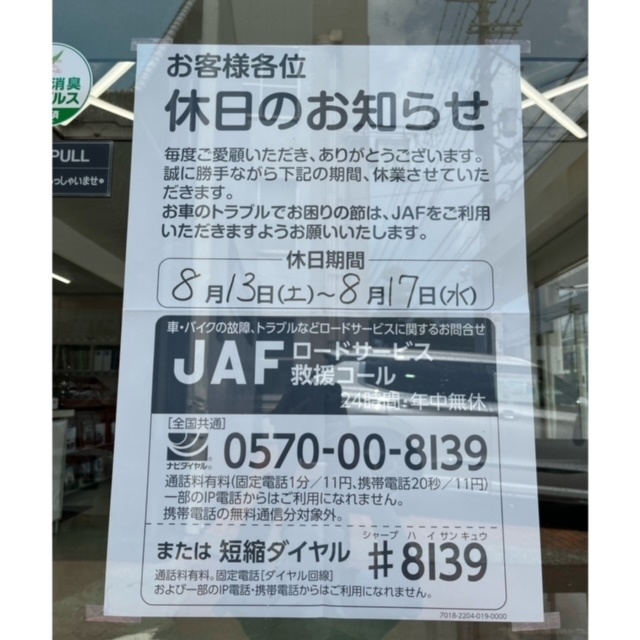 消臭
PULL
お客様各位
休日のお知らせ
毎度ご愛顧いただき、ありがとうございます。
誠に勝手ながら下記の期間、休業させていた
だきます。
お車のトラブルでお困りの節は、JAFをご利用
いただきますようお願いいたします。
休日期間
8月13日(土)～8月17日(水)
車・バイクの故障、トラブルなどロードサービスに関するお問合せ
JAF ロードサービス
救援コール
24時間・年中無休
[全国共通]
ナビダイヤル® 0570-00-8139
通話料有料(固定電話1分／11円、携帯電話20秒／11円)
一部のIP電話からはご利用になれません。
携帯電話の無料通信分対象外。
シャープ ハイ サンキュウ
または 短縮ダイヤル #8139
通話料有料。固定電話[ダイヤル回線]
および一部のIP電話・携帯電話からはご利用になれません。
7018-2204-019-0000